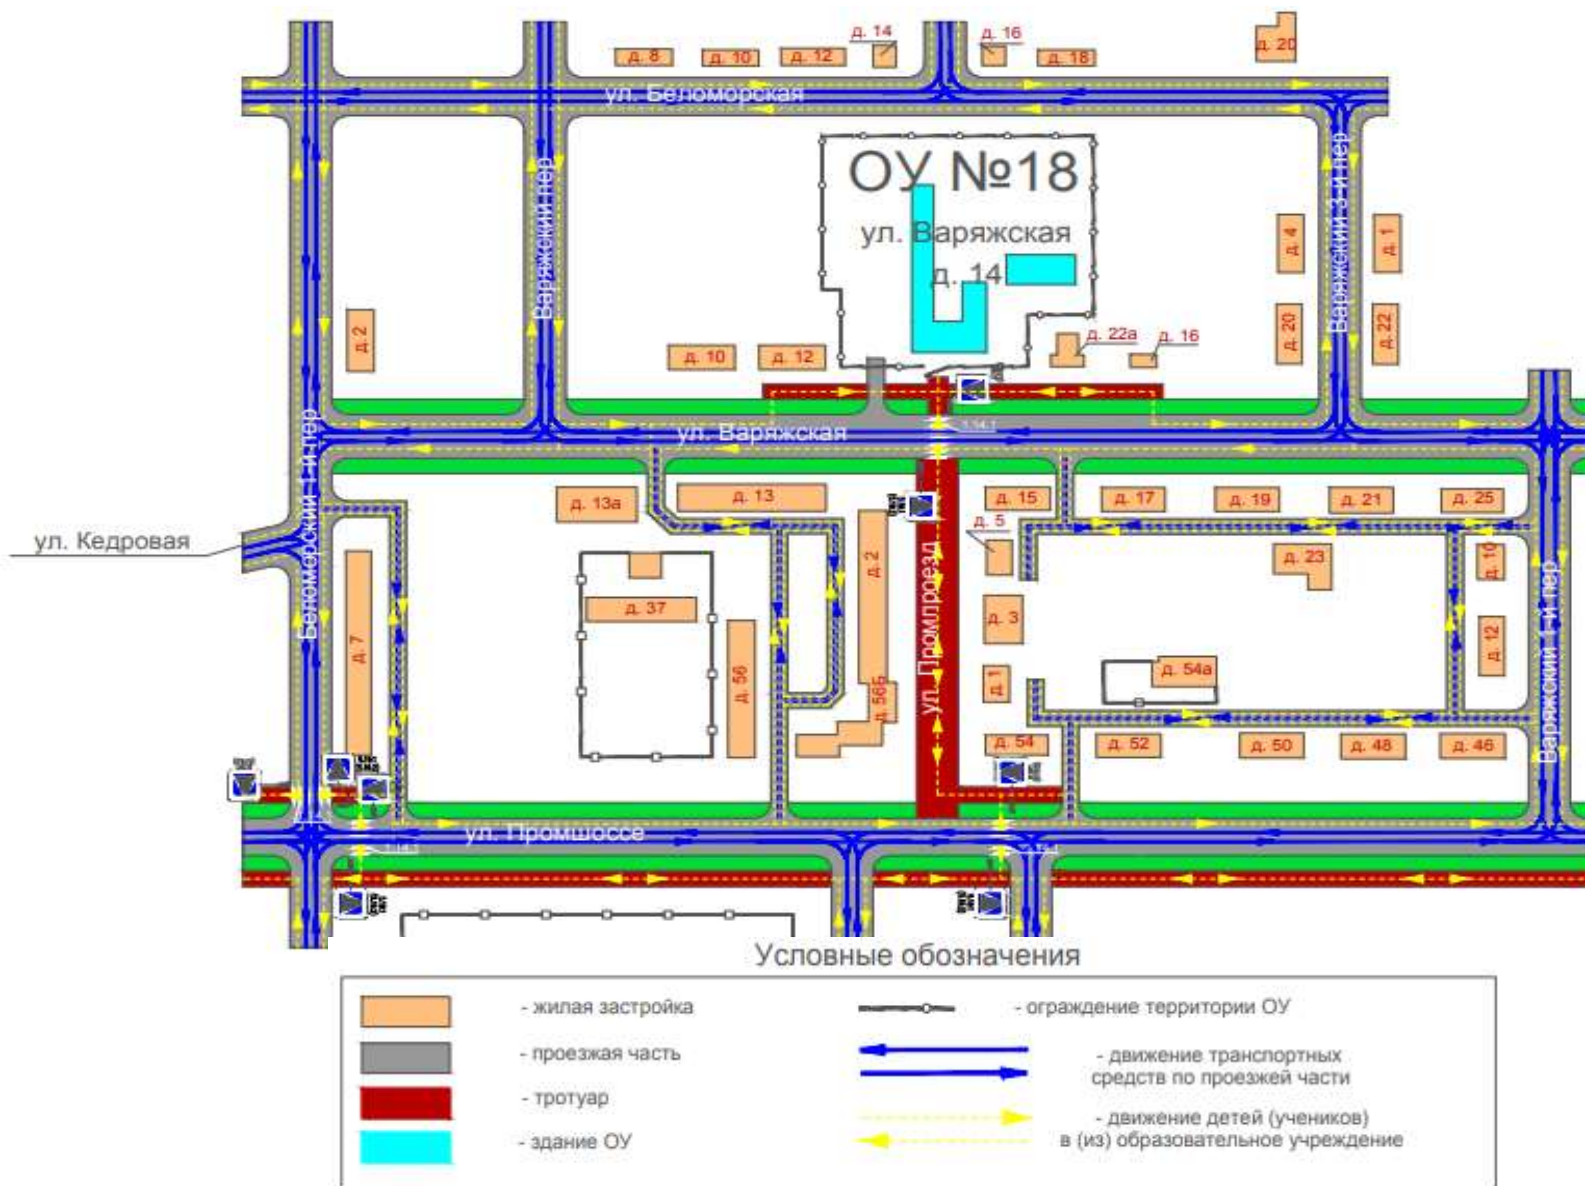 д. 14
д. 16
д. 8
д. 10
д. 12
д. 18
д. 20
ул. Беломорская
ОУ №18
ул. Варяжская
д. 14
Варяжский пер
Варяжский 3-й пер
д. 4
д. 1
д. 20
д. 22
д. 2
д. 10
д. 12
д. 22а
д. 16
ул. Варяжская
Беломорский 1-й пер
д. 13а
д. 13
д. 15
д. 17
д. 19
д. 21
д. 25
ул. Кедровая
д. 5
д. 2
ул. Промпроезд
д. 23
д. 10
д. 7
д. 37
д. 3
д. 12
Варяжский 1-й пер
д. 56
д. 56Б
д. 1
д. 54а
д. 54
д. 52
д. 50
д. 48
д. 46
ул. Промшоссе
Условные обозначения
- жилая застройка
- проезжая часть
- тротуар
- здание ОУ
- ограждение территории ОУ
- движение транспортных
средств по проезжей части
- движение детей (учеников)
в (из) образовательное учреждение